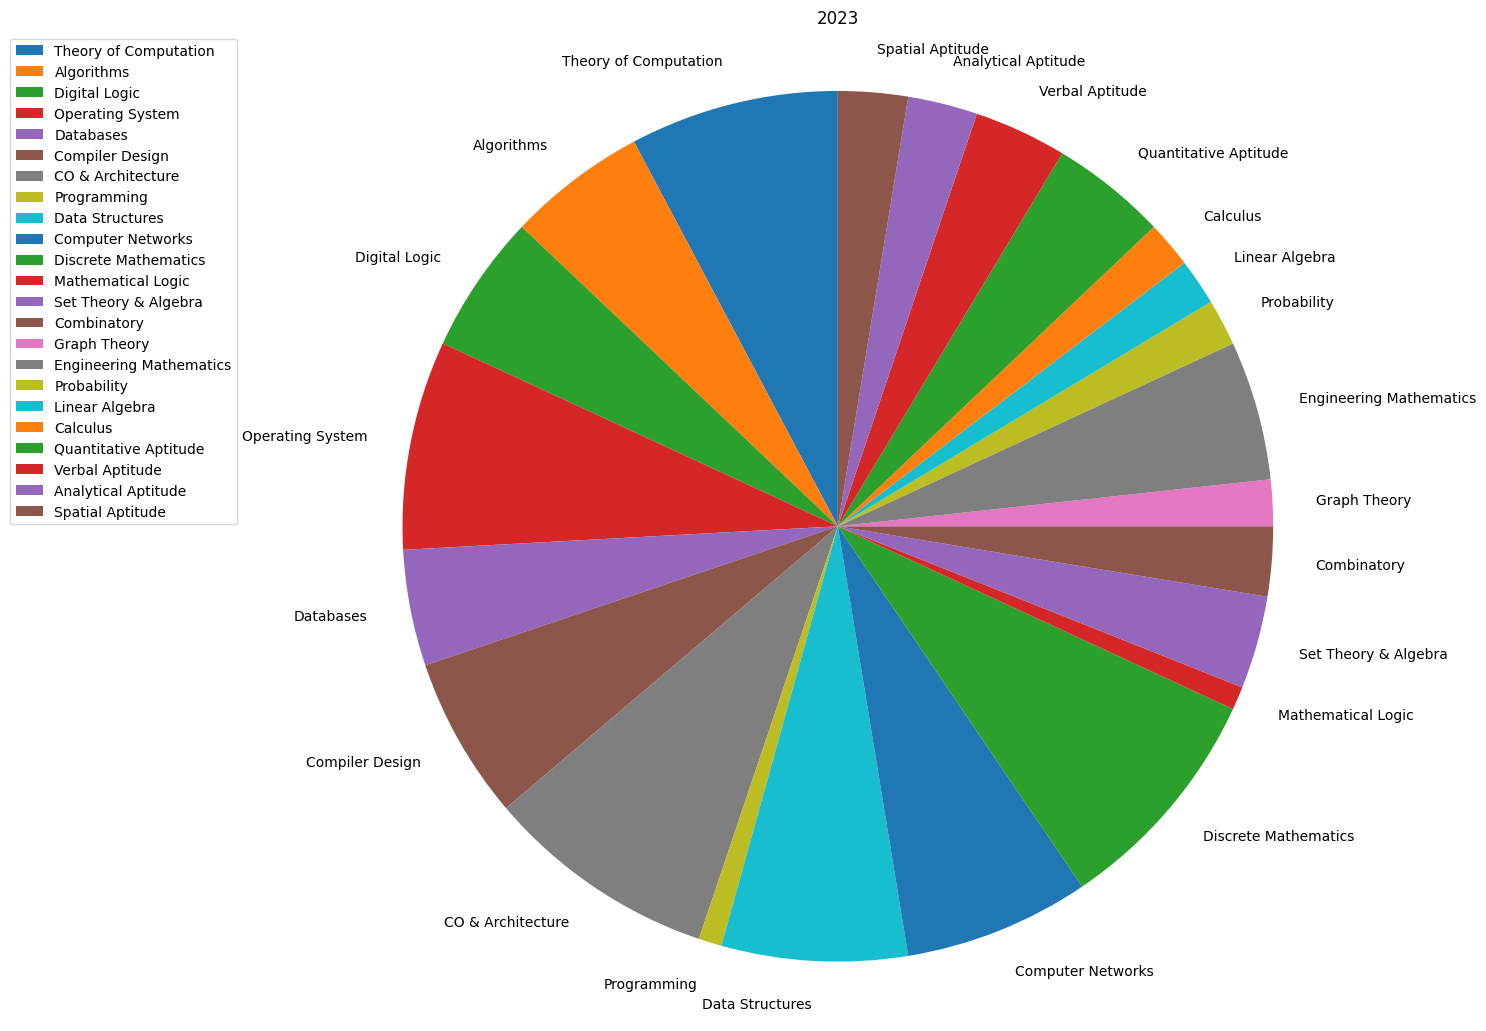 2023
Theory of Computation
Algorithms
Digital Logic
Operating System
Databases
Compiler Design
CO & Architecture
Programming
Data Structures
Computer Networks
Discrete Mathematics
Mathematical Logic
Set Theory & Algebra
Combinatory
Graph Theory
Engineering Mathematics
Probability
Linear Algebra
Calculus
Quantitative Aptitude
Verbal Aptitude
Analytical Aptitude
Spatial Aptitude
Theory of Computation
Algorithms
Digital Logic
Operating System
Databases
Compiler Design
CO & Architecture
Programming
Data Structures
Computer Networks
Discrete Mathematics
Mathematical Logic
Set Theory & Algebra
Combinatory
Graph Theory
Engineering Mathematics
Probability
Linear Algebra
Calculus
Quantitative Aptitude
Verbal Aptitude
Analytical Aptitude
Spatial Aptitude